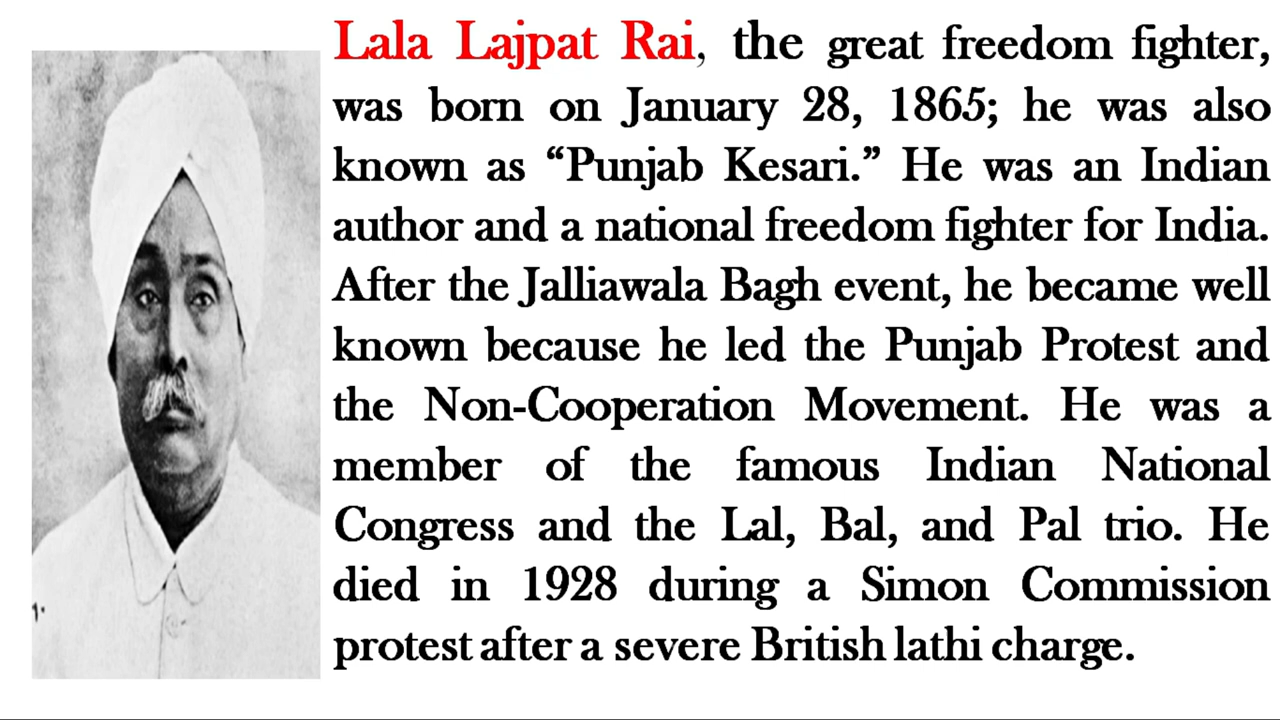 Lala Lajpat Rai, the great freedom fighter,
was born on January 28, 1865; he was also
known as “Punjab Kesari.” He was an Indian
author and a national freedom fighter for India.
After the Jalliawala Bagh event, he became well
known because he led the Punjab Protest and
the Non-Cooperation Movement. He was a
member of the famous Indian National
Congress and the Lal, Bal, and Pal trio. He
died in 1928 during a Simon Commission
protest after a severe British lathi charge.